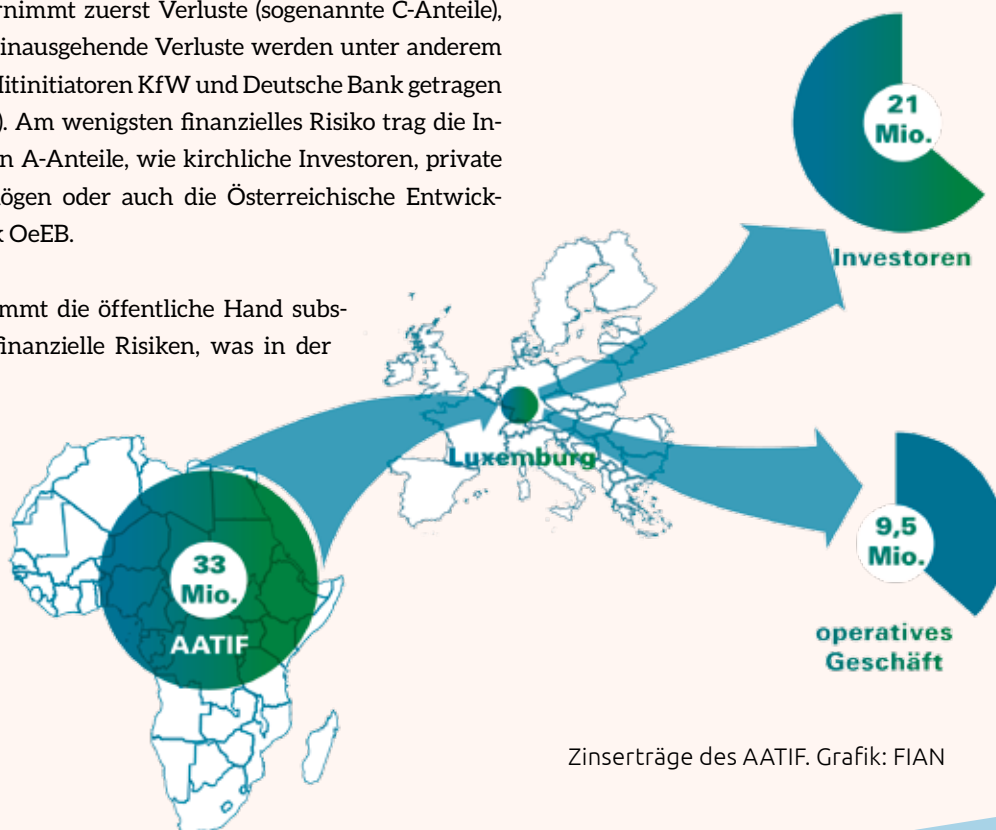 rnimmt zuerst Verluste (sogenannte C-Anteile),
inausgehende Verluste werden unter anderem
Mitinitiatoren KfW und Deutsche Bank getragen
). Am wenigsten finanzielles Risiko trag die In-
n A-Anteile, wie kirchliche Investoren, private
ögen oder auch die Österreichische Entwick-
k OeEB.
mmt die öffentliche Hand subs-
finanzielle Risiken, was in der
21
Mio.
Investoren
Luxemburg
33
Mio.
AATIF
9,5
Mio.
operatives
Geschäft
Zinserträge des AATIF. Grafik: FIAN